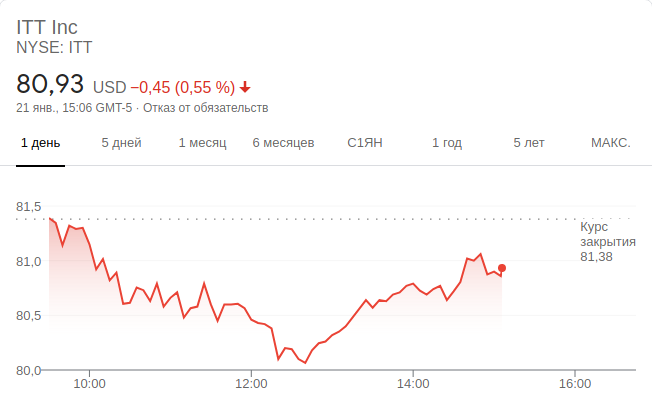 ITT Inc
NYSE: ITT
80,93 USD −0,45 (0,55 %)
21 янв., 15:06 GMT-5 · Отказ от обязательств
1 день 5 дней 1 месяц 6 месяцев С1ЯН 1 год 5 лет МАКС.
81,5
Курс
закрытия
81,38
81,0
80,5
80,0
10:00 12:00 14:00 16:00